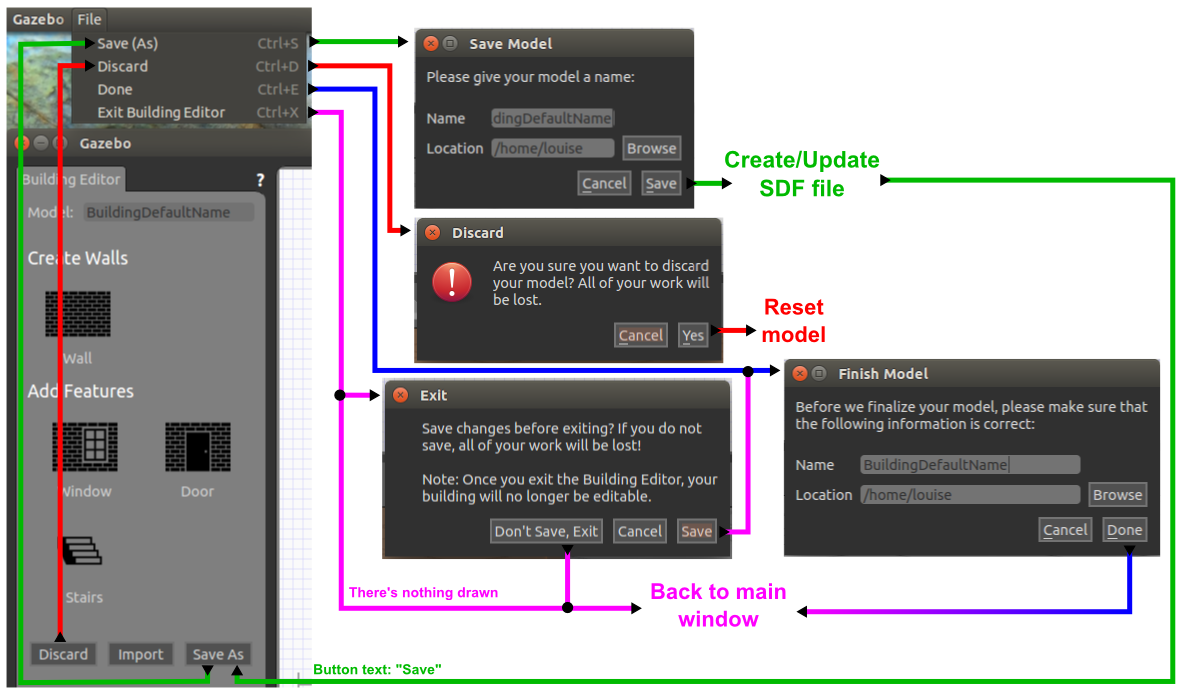 Gazebo File
Save (As) Ctrl+S
Discard Ctrl+D
Done Ctrl+E
Exit Building Editor Ctrl+X
Gazebo
Building Editor ?
Model: BuildingDefaultName
Create Walls
Wall
Add Features
Window Door
Stairs
Discard Import Save As
Save Model
Please give your model a name:
Name dingDefaultName
Location /home/louise Browse
Cancel Save
Create/Update
SDF file
Discard
Are you sure you want to discard
your model? All of your work will
be lost.
Cancel Yes
Reset
model
Exit
Save changes before exiting? If you do not
save, all of your work will be lost!
Note: Once you exit the Building Editor, your
building will no longer be editable.
Don't Save, Exit Cancel Save
Finish Model
Before we finalize your model, please make sure that
the following information is correct:
Name BuildingDefaultName
Location /home/louise Browse
Cancel Done
There's nothing drawn
Back to main
window
Button text: "Save"